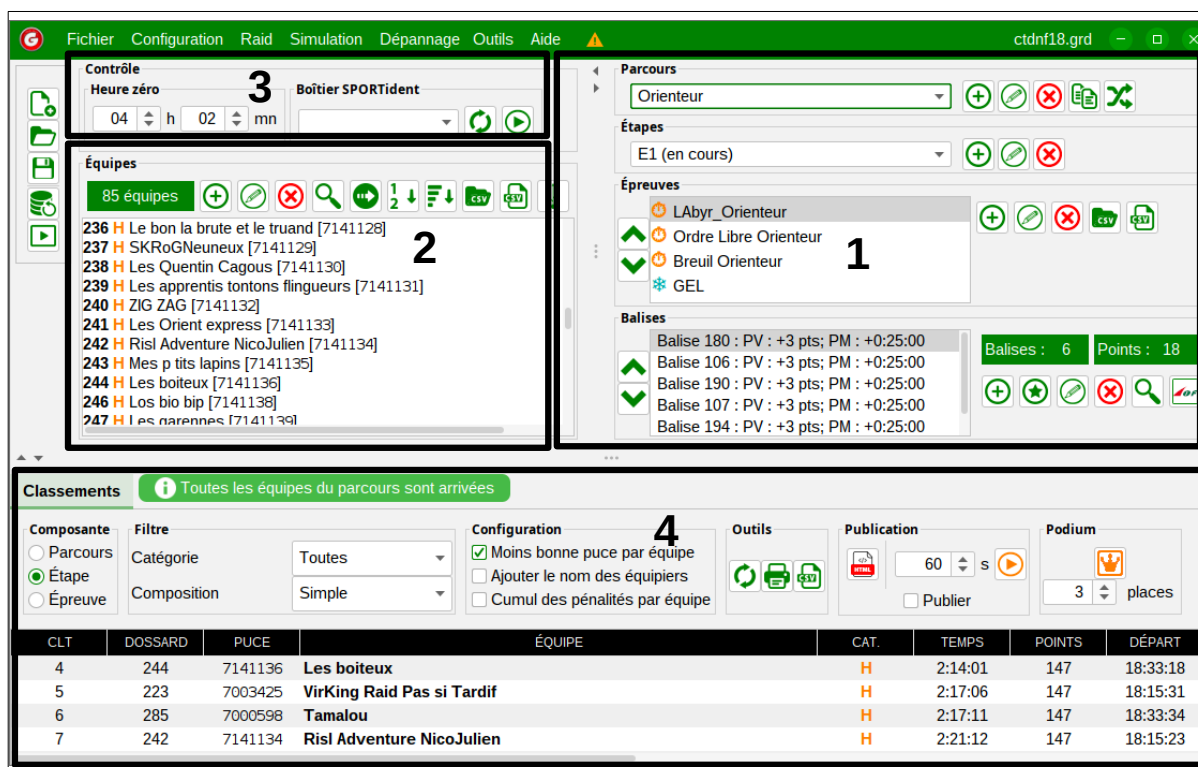 Fichier Configuration Raid Simulation Dépannage Outils Aide ctdnf18.grd
Contrôle
3
Heure zéro Boîtier SPORTident
04 h 02 mn
Équipes
85 équipes
236 H Le bon la brute et le truand [7141128]
237 H SKRoGNeuneux [7141129]
238 H Les Quentin Cagous [7141130]
239 H Les apprentis tontons flingueurs [7141131]
240 H ZIG ZAG [7141132]
241 H Les Orient express [7141133]
242 H Risl Adventure NicoJulien [7141134]
243 H Mes p tits lapins [7141135]
244 H Les boiteux [7141136]
246 H Los bio bip [7141138]
247 H Les garennes [7141139]
2
Parcours
Orienteur
Étapes
E1 (en cours)
Épreuves
LAbyr_Orienteur
Ordre Libre Orienteur
Breuil Orienteur
GEL
1
Balises
Balise 180 : PV : +3 pts; PM : +0:25:00
Balise 106 : PV : +3 pts; PM : +0:25:00
Balise 190 : PV : +3 pts; PM : +0:25:00
Balise 107 : PV : +3 pts; PM : +0:25:00
Balise 194 : PV : +3 pts; PM : +0:25:00
Balises : 6 Points : 18
Classements Toutes les équipes du parcours sont arrivées
4
Composante
Parcours
Étape
Épreuve
Filtre
Catégorie Toutes
Composition Simple
Configuration
Moins bonne puce par équipe
Ajouter le nom des équipiers
Cumul des pénalités par équipe
Outils
CSV
Publication
HTML 60 s
Publier
Podium
3 places
CLT DOSSARD PUCE ÉQUIPE CAT. TEMPS POINTS DÉPART
4 244 7141136 Les boiteux H 2:14:01 147 18:33:18
5 223 7003425 VirKing Raid Pas si Tardif H 2:17:06 147 18:15:31
6 285 7000598 Tamalou H 2:17:11 147 18:33:34
7 242 7141134 Risl Adventure NicoJulien H 2:21:12 147 18:15:23